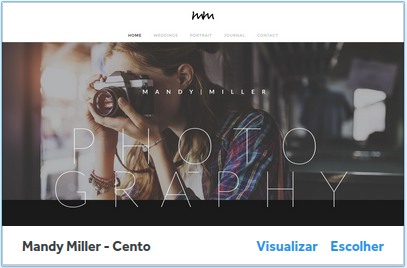 mm
HOME WEDDINGS PORTRAIT JOURNAL CONTACT
MANDY|MILLER
PHOTO
GRAPHY
Mandy Miller - Cento Visualizar Escolher